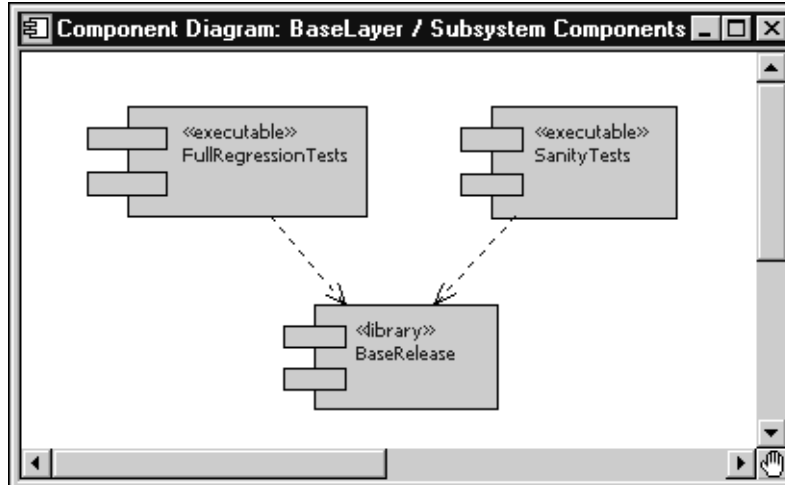 Component Diagram: BaseLayer / Subsystem Components
«executable»
FullRegressionTests
«executable»
SanityTests
«library»
BaseRelease